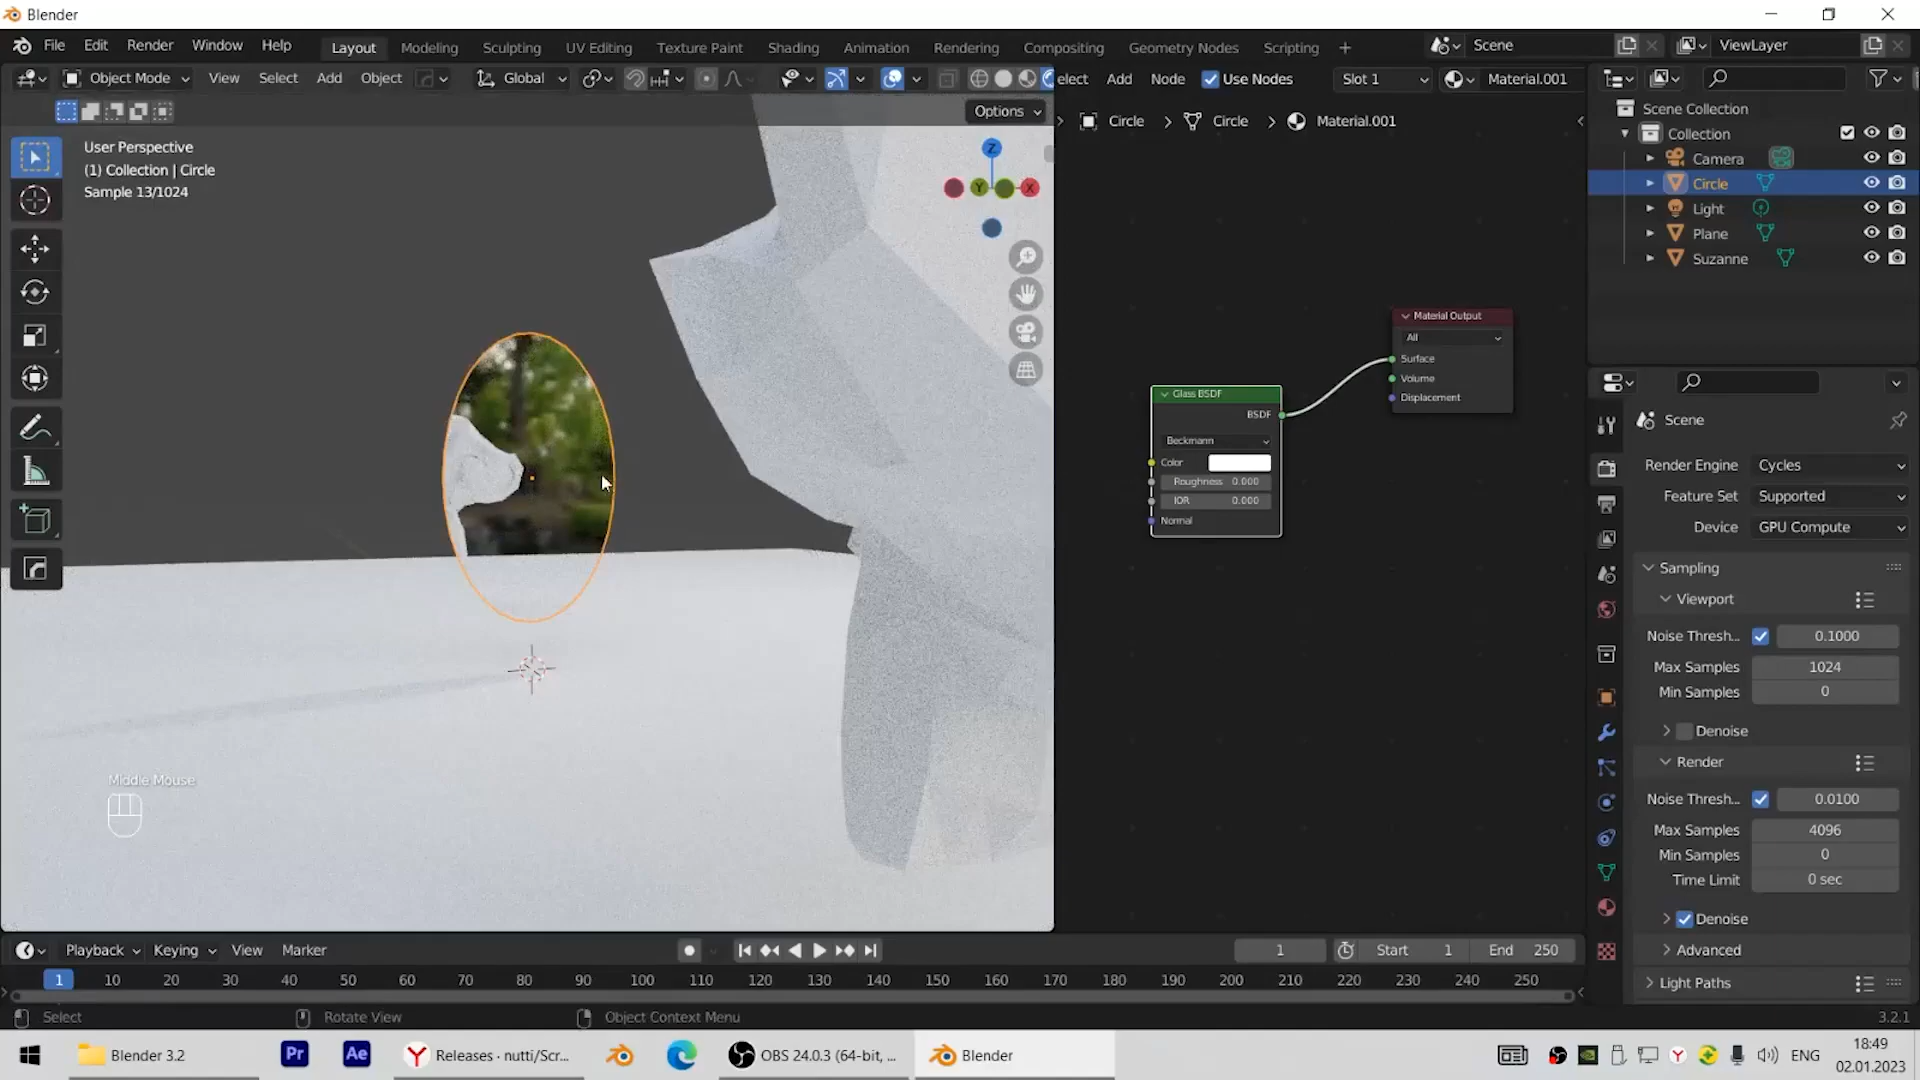 Blender
File Edit Render Window Help Layout Modeling Sculpting UV Editing Texture Paint Shading Animation Rendering Compositing Geometry Nodes Scripting + Scene ViewLayer
Object Mode View Select Add Object Global elect Add Node Use Nodes Slot 1 Material.001
Options
Circle > Circle > Material.001
User Perspective
(1) Collection | Circle
Sample 13/1024
Z
Y
X
Scene Collection
Collection
Camera
Circle
Light
Plane
Suzanne
Material Output
All
Surface
Volume
Displacement
Glass BSDF
BSDF
Beckmann
Color
Roughness 0.000
IOR 0.000
Normal
Scene
Render Engine Cycles
Feature Set Supported
Device GPU Compute
Sampling
Viewport
Noise Thresh... 0.1000
Max Samples 1024
Min Samples 0
Denoise
Render
Noise Thresh... 0.0100
Max Samples 4096
Min Samples 0
Time Limit 0 sec
Denoise
Advanced
Light Paths
Middle Mouse
Playback Keying View Marker 1 Start 1 End 250
1 10 20 30 40 50 60 70 80 90 100 110 120 130 140 150 160 170 180 190 200 210 220 230 240 250
Select Rotate View Object Context Menu 3.2.1
Blender 3.2 Pr Ae Releases · nutti/Scr... OBS 24.0.3 (64-bit, ... Blender ENG 18:49
02.01.2023